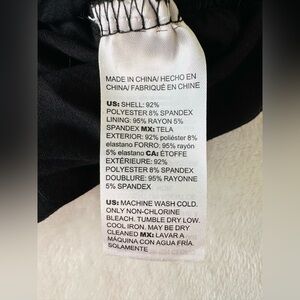 MADE IN CHINA/ HECHO EN
CHINA/ FABRIQUÉ EN CHINE
US: SHELL: 92%
POLYESTER 8% SPANDEX
LINING: 95% RAYON 5%
SPANDEX MX: TELA
EXTERIOR: 92% poliéster 8%
elastano FORRO: 95% rayón
5% elastano CA: ÉTOFFE
EXTÉRIEURE: 92%
POLYESTER 8% SPANDEX
DOUBLURE: 95% RAYONNE
5% SPANDEX
US: MACHINE WASH COLD.
ONLY NON-CHLORINE
BLEACH. TUMBLE DRY LOW.
COOL IRON. MAY BE DRY
CLEANED MX: LAVAR A
MÁQUINA CON AGUA FRÍA.
SOLAMENTE